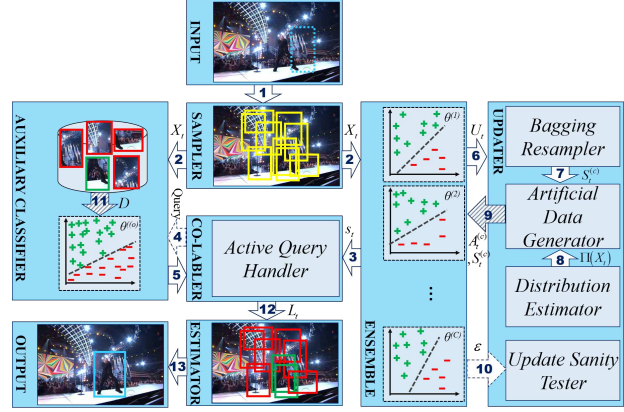 INPUT
1
AUXILIARY CLASSIFIER
X_t
2
SAMPLER
X_t
2
θ^(1)
U_t
6
UPDATER
Bagging
Resampler
7
S_t^(c)
11
D
Query
θ^(o)
4
5
CO-LABLER
Active Query
Handler
s_t
3
θ^(2)
9
A_t^(c)
,S_t^(c)
Artificial
Data
Generator
8
Π(X_t)
Distribution
Estimator
12
L_t
⋮
ENSEMBLE
θ^(C)
ε
10
Update Sanity
Tester
OUTPUT
13
ESTIMATOR